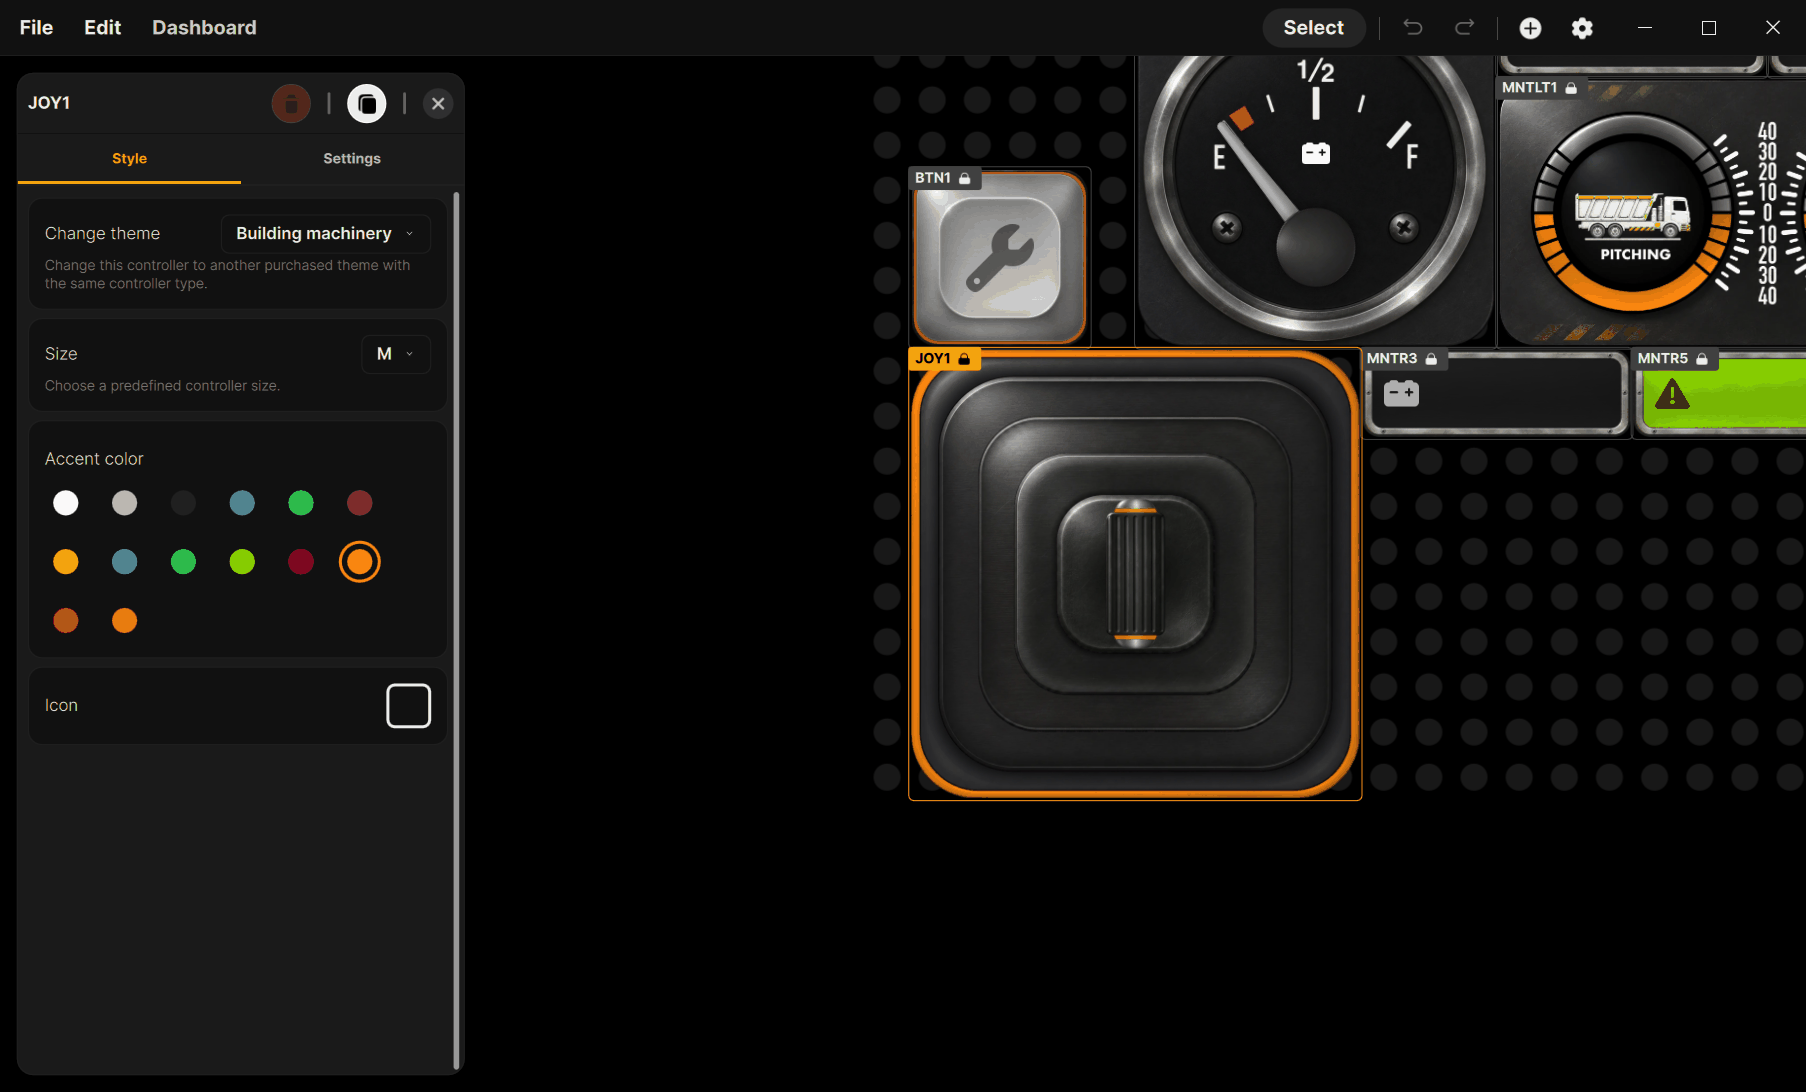 File Edit Dashboard
Select
JOY1
Style Settings
Change theme Building machinery
Change this controller to another purchased theme with
the same controller type.
Size M
Choose a predefined controller size.
Accent color
Icon
1/2
E F
BTN1
MNTLT1
40
30
20
10
0
10
20
30
40
PITCHING
JOY1
MNTR3
MNTR5